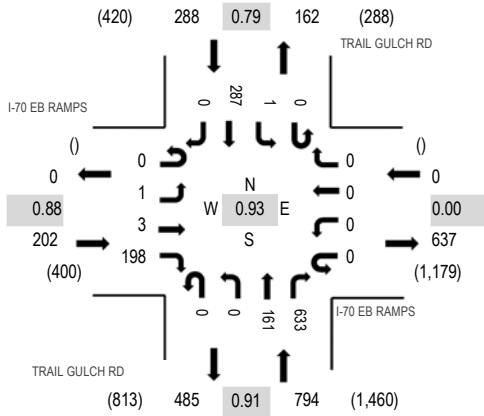 (420) 288 0.79 162 (288)
TRAIL GULCH RD
I-70 EB RAMPS
0 287 1 0
() ()
0 0 0 0
1 0
0.88 W N 0.93 E S 0.00
202 3 0 637
(400) 198 0 (1,179)
0 0 161 633
I-70 EB RAMPS
TRAIL GULCH RD
(813) 485 0.91 794 (1,460)